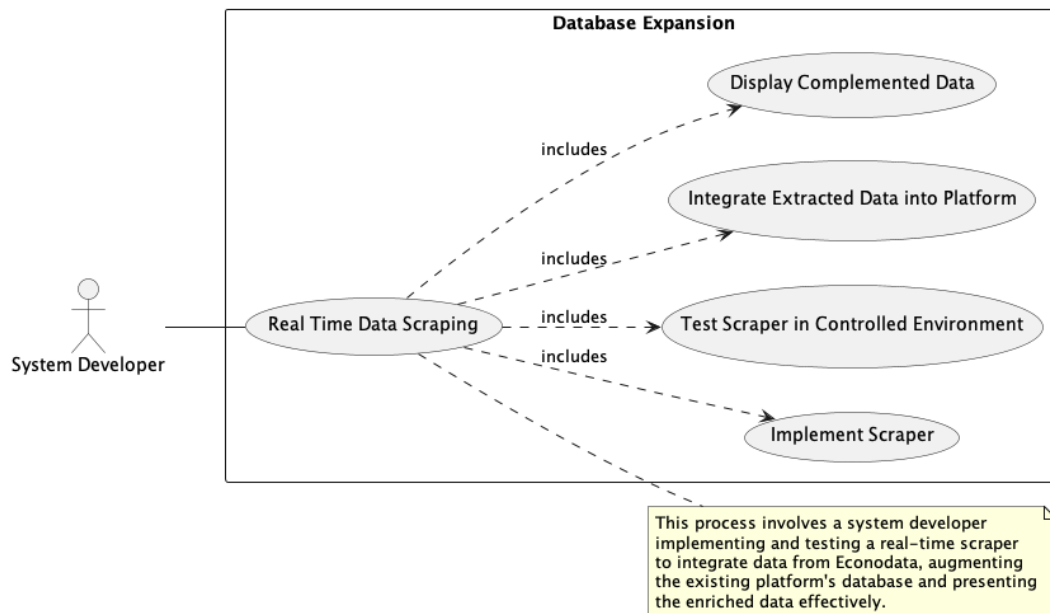 Database Expansion
Display Complemented Data
includes
Integrate Extracted Data into Platform
includes
Real Time Data Scraping
includes
Test Scraper in Controlled Environment
includes
System Developer
Implement Scraper
This process involves a system developer
implementing and testing a real-time scraper
to integrate data from Econodata, augmenting
the existing platform's database and presenting
the enriched data effectively.